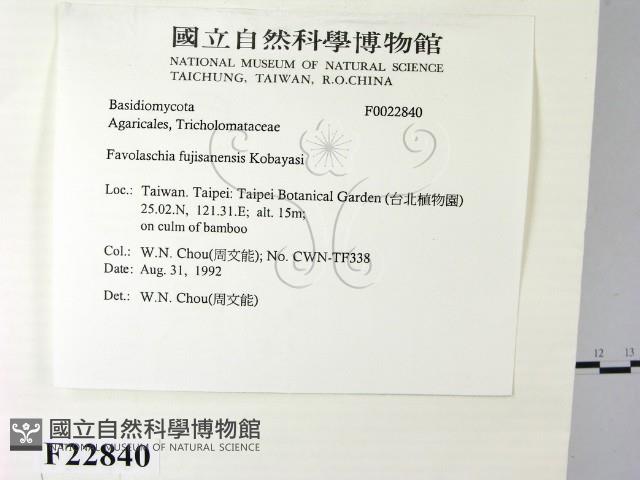 國立自然科學博物館
NATIONAL MUSEUM OF NATURAL SCIENCE
TAICHUNG, TAIWAN, R.O.CHINA
Basidiomycota F0022840
Agaricales, Tricholomataceae
Favolaschia fujisanensis Kobayasi
Loc.: Taiwan. Taipei: Taipei Botanical Garden (台北植物園)
25.02.N, 121.31.E; alt. 15m;
on culm of bamboo
Col.: W.N. Chou(周文能); No. CWN-TF338
Date: Aug. 31, 1992
Det.: W.N. Chou(周文能)
12 13
國立自然科學博物館
NATIONAL MUSEUM OF NATURAL SCIENCE
F22840